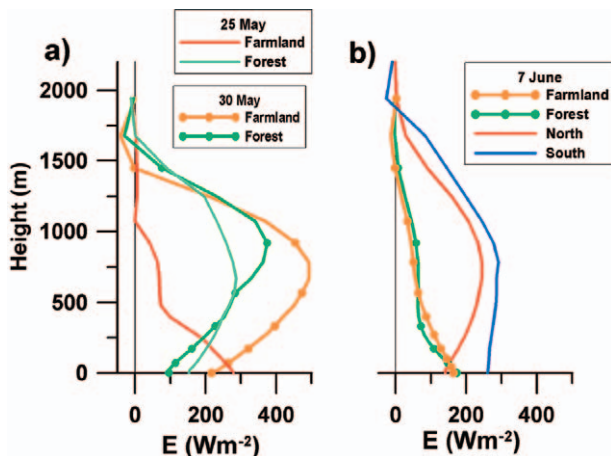 a)
25 May
Farmland
Forest
30 May
Farmland
Forest
b)
7 June
Farmland
Forest
North
South
Height (m)
2000
1500
1000
500
0
0 200 400
E (Wm-2)
0 200 400
E (Wm-2)